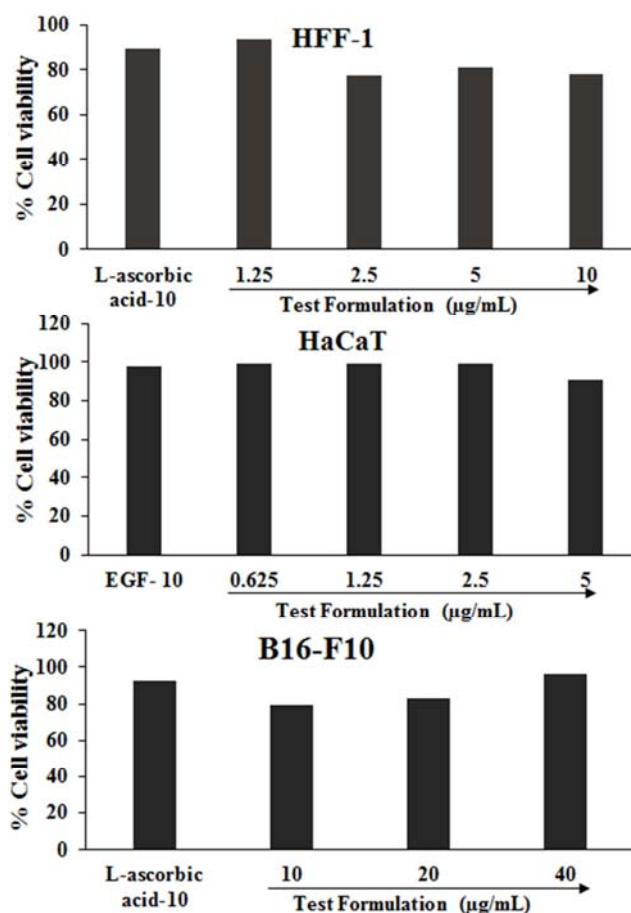 HFF-1
% Cell viability
100
80
60
40
20
0
L-ascorbic
acid-10
1.25 2.5 5 10
Test Formulation (µg/mL)
HaCaT
% Cell viability
120
100
80
60
40
20
0
EGF- 10
0.625 1.25 2.5 5
Test Formulation (µg/mL)
B16-F10
% Cell viability
120
100
80
60
40
20
0
L-ascorbic
acid-10
10 20 40
Test Formulation (µg/mL)